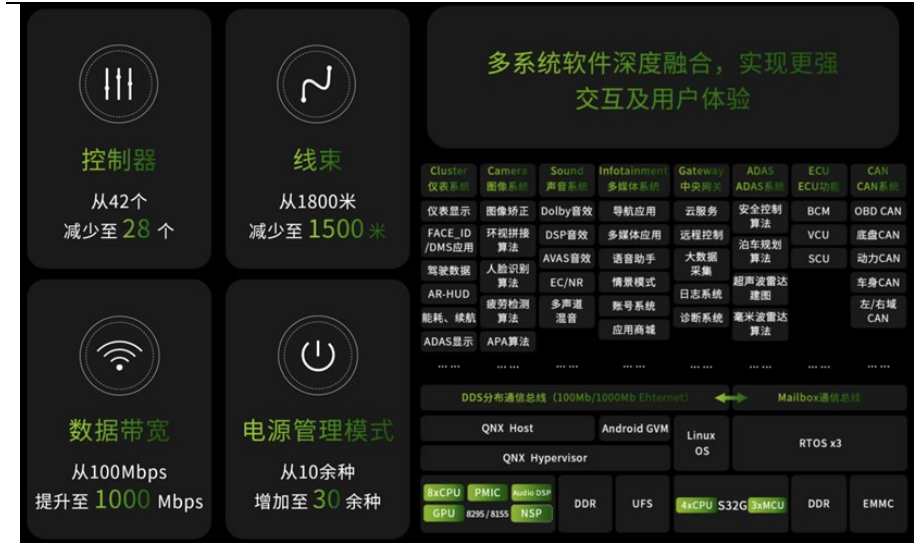 控制器
从42个
减少至 28 个
线束
从1800米
减少至 1500 米
数据带宽
从100Mbps
提升至 1000 Mbps
电源管理模式
从10余种
增加至 30 余种
多系统软件深度融合，实现更强
交互及用户体验
Cluster
仪表系统
仪表显示
FACE_ID
/DMS应用
驾驶数据
AR-HUD
能耗、续航
ADAS显示
... ...
Camera
图像系统
图像矫正
环视拼接
算法
人脸识别
算法
疲劳检测
算法
APA算法
... ...
Sound
声音系统
Dolby音效
DSP音效
AVAS音效
EC/NR
多声道
混音
... ...
Infotainment
多媒体系统
导航应用
多媒体应用
语音助手
情景模式
账号系统
应用商城
... ...
Gateway
中央网关
云服务
远程控制
大数据
采集
日志系统
诊断系统
... ...
ADAS
ADAS系统
安全控制
算法
泊车规划
算法
超声波雷达
建图
毫米波雷达
算法
... ...
ECU
ECU功能
BCM
VCU
SCU
... ...
CAN
CAN系统
OBD CAN
底盘CAN
动力CAN
车身CAN
左/右域
CAN
... ...
DDS分布通信总线（100Mb/1000Mb Ehternet）
Mailbox通信总线
QNX Host
Android GVM
QNX Hypervisor
Linux
OS
RTOS x3
8xCPU
PMIC
Audio DSP
GPU
8295/8155
NSP
DDR
UFS
4xCPU
S32G
3xMCU
DDR
EMMC